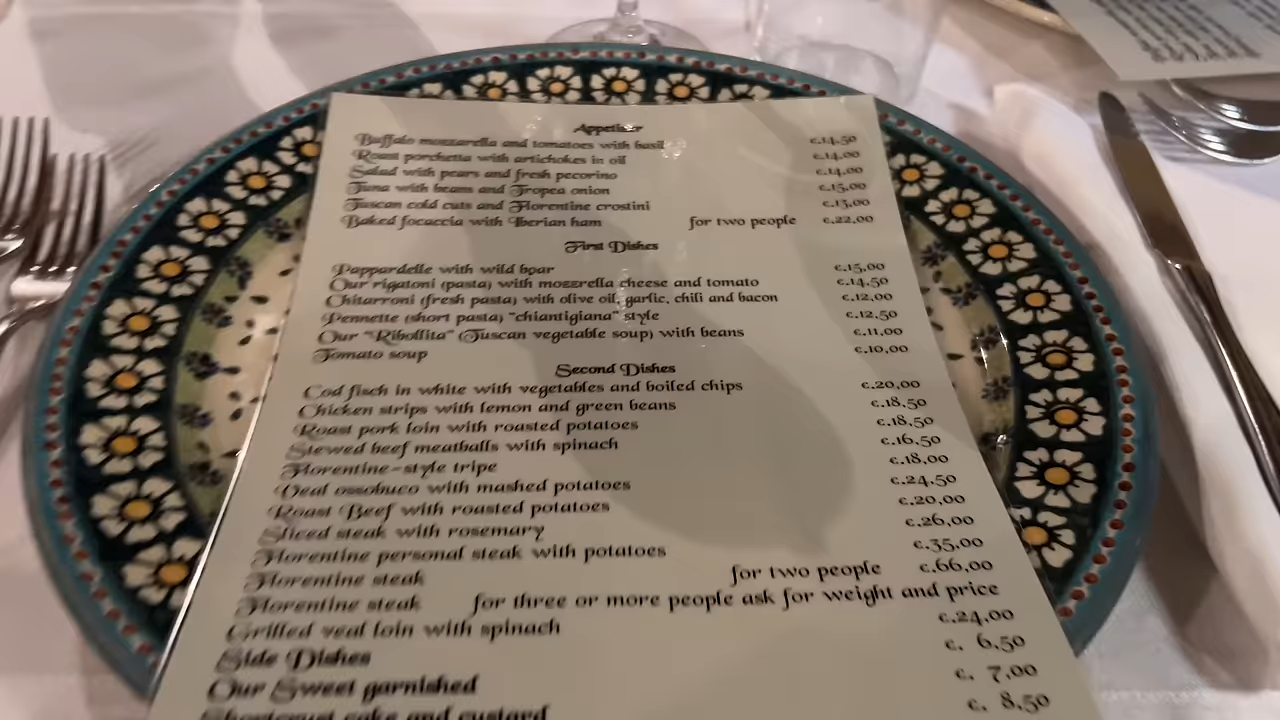 Appetizer
Buffalo mozzarella and tomatoes with basil c.14,50
Roast porchetta with artichokes in oil c.14,00
Salad with pears and fresh pecorino c.14,00
Tuna with beans and Tropea onion c.15,00
Tuscan cold cuts and Florentine crostini c.15,00
Baked focaccia with Iberian ham for two people c.22,00
First Dishes
Pappardelle with wild boar c.15,00
Our rigatoni (pasta) with mozzrella cheese and tomato c.14,50
Chitarroni (fresh pasta) with olive oil, garlic, chili and bacon c.12,00
Pennette (short pasta) "chiantigiana" style c.12,50
Our "Ribollita" (Tuscan vegetable soup) with beans c.11,00
Tomato soup c.10,00
Second Dishes
Cod fisch in white with vegetables and boiled chips c.20,00
Chicken strips with lemon and green beans c.18,50
Roast pork loin with roasted potatoes c.18,50
Stewed beef meatballs with spinach c.16,50
Florentine-style tripe c.18,00
Veal ossobuco with mashed potatoes c.24,50
Roast Beef with roasted potatoes c.20,00
Sliced steak with rosemary c.26,00
Florentine personal steak with potatoes c.35,00
Florentine steak for two people c.66,00
Florentine steak for three or more people ask for weight and price
Grilled veal loin with spinach c.24,00
Side Dishes c. 6,50
Our Sweet garnished c. 7,00
Shortcrust cake and custard c. 8,50